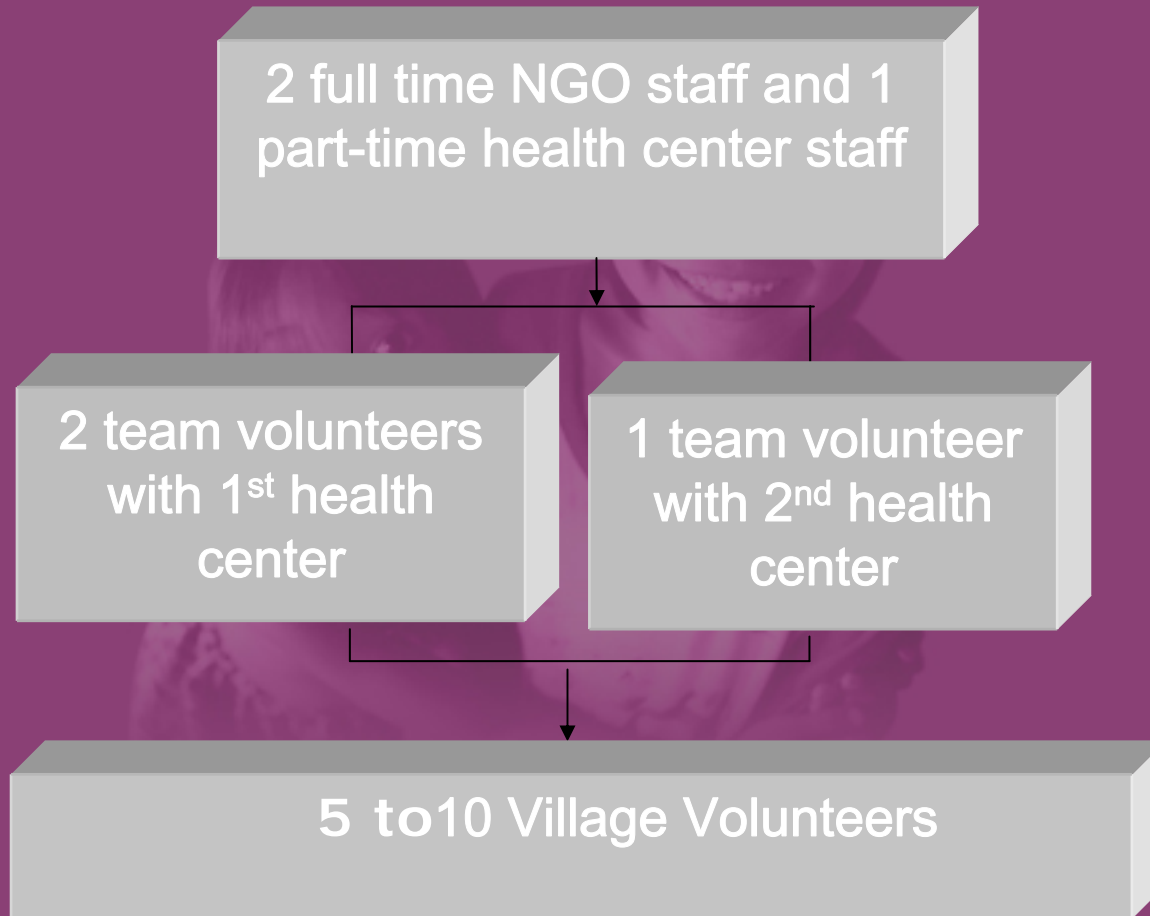 2 full time NGO staff and 1
part-time health center staff
2 team volunteers
with 1st health
center
1 team volunteer
with 2nd health
center
5 to10 Village Volunteers